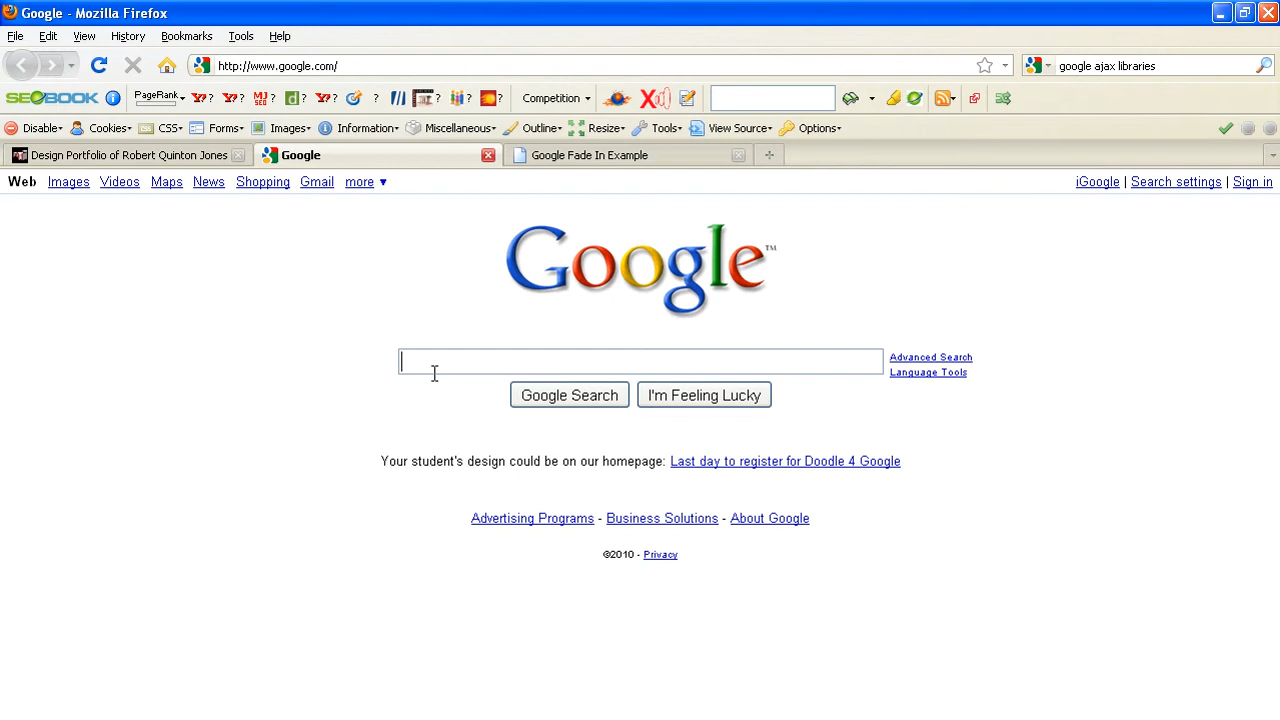 Google - Mozilla Firefox
File Edit View History Bookmarks Tools Help
http://www.google.com/ google ajax libraries
SEOBOOK PageRank ? ? ? ? ? ? ? ? ? Competition
Disable Cookies CSS Forms Images Information Miscellaneous Outline Resize Tools View Source Options
Design Portfolio of Robert Quinton Jones Google Google Fade In Example
Web Images Videos Maps News Shopping Gmail more ▼ iGoogle | Search settings | Sign in
Google™
Advanced Search
Language Tools
Google Search I'm Feeling Lucky
Your student's design could be on our homepage: Last day to register for Doodle 4 Google
Advertising Programs - Business Solutions - About Google
©2010 - Privacy